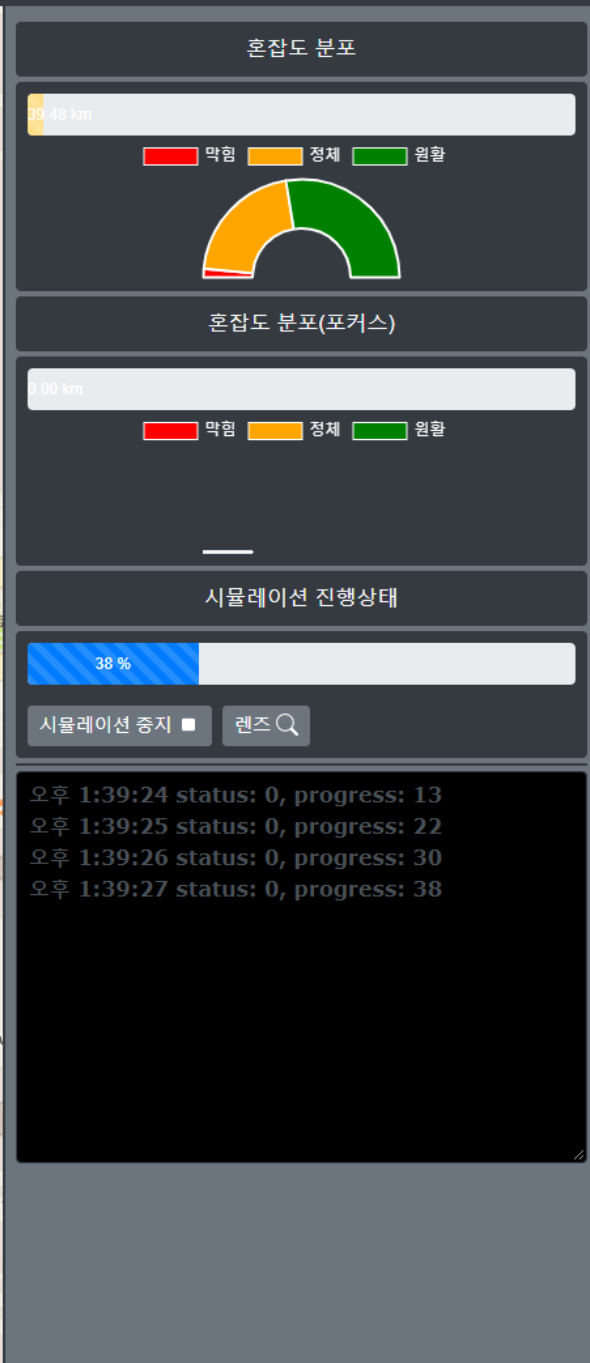 혼잡도 분포
39.48 km
막힘 정체 원활
혼잡도 분포(포커스)
0.00 km
막힘 정체 원활
시뮬레이션 진행상태
38 %
시뮬레이션 중지 렌즈
오후 1:39:24 status: 0, progress: 13
오후 1:39:25 status: 0, progress: 22
오후 1:39:26 status: 0, progress: 30
오후 1:39:27 status: 0, progress: 38